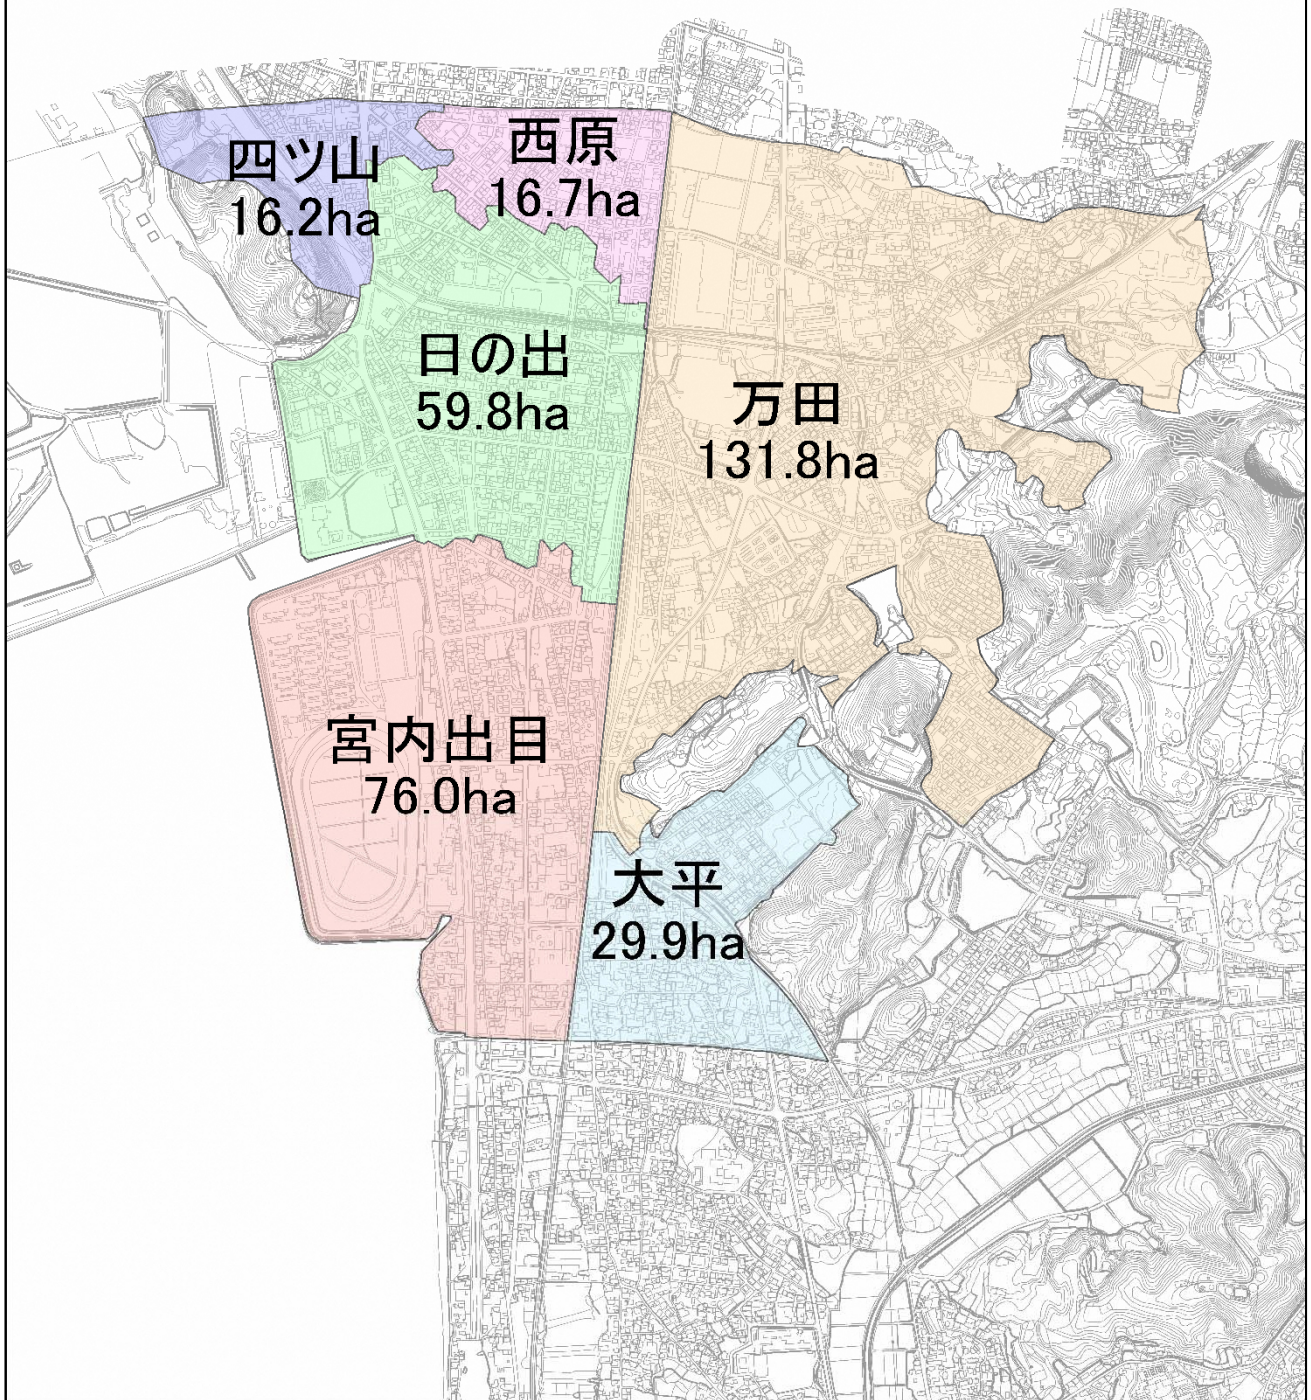 四ツ山
16.2ha
西原
16.7ha
日の出
59.8ha
万田
131.8ha
宮内出目
76.0ha
大平
29.9ha